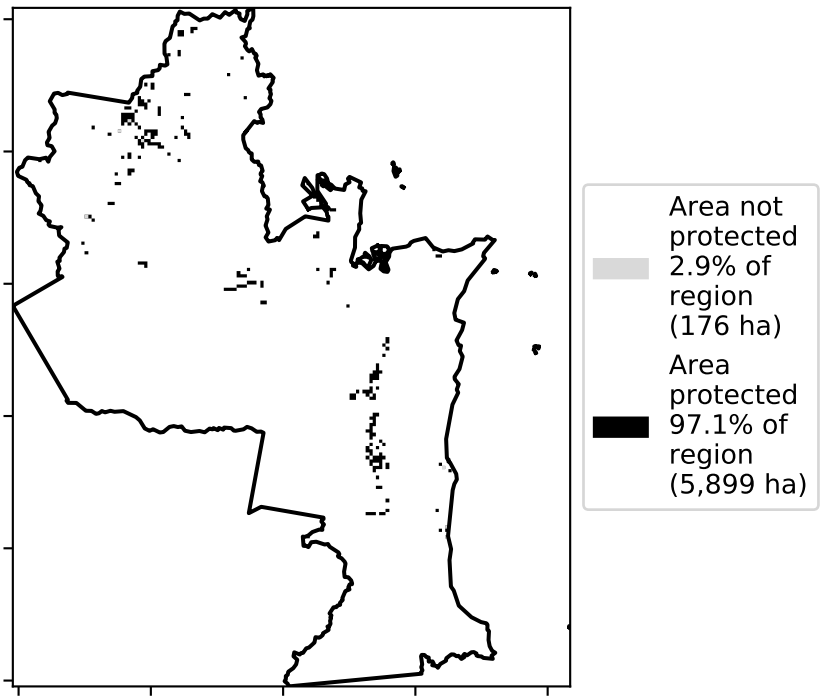 Area not
protected
2.9% of
region
(176 ha)
Area
protected
97.1% of
region
(5,899 ha)